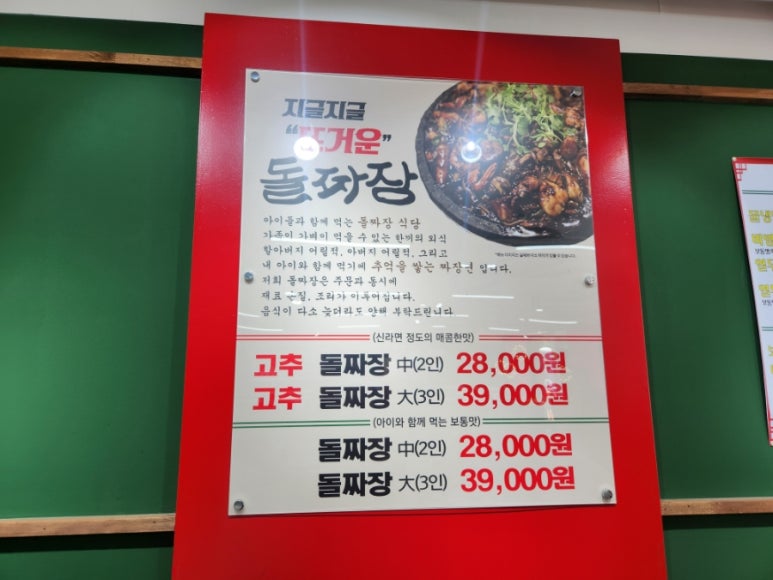 지글지글
"뜨거운"
돌짜장
아이들과 함께 먹는 돌짜장 식당
가족이 가벼이 먹을 수 있는 한끼의 외식
할아버지 어릴적, 아버지 어릴적, 그리고
내 아이와 함께 먹기에 추억을 쌓는 짜장면 입니다.
저희 돌짜장은 주문과 동시에
재료 손질, 조리가 이루어집니다.
음식이 다소 늦더라도 양해 부탁드립니다.
(신라면 정도의 매콤한맛)
고추 돌짜장 中(2인) 28,000원
고추 돌짜장 大(3인) 39,000원
(아이와 함께 먹는 보통맛)
돌짜장 中(2인) 28,000원
돌짜장 大(3인) 39,000원